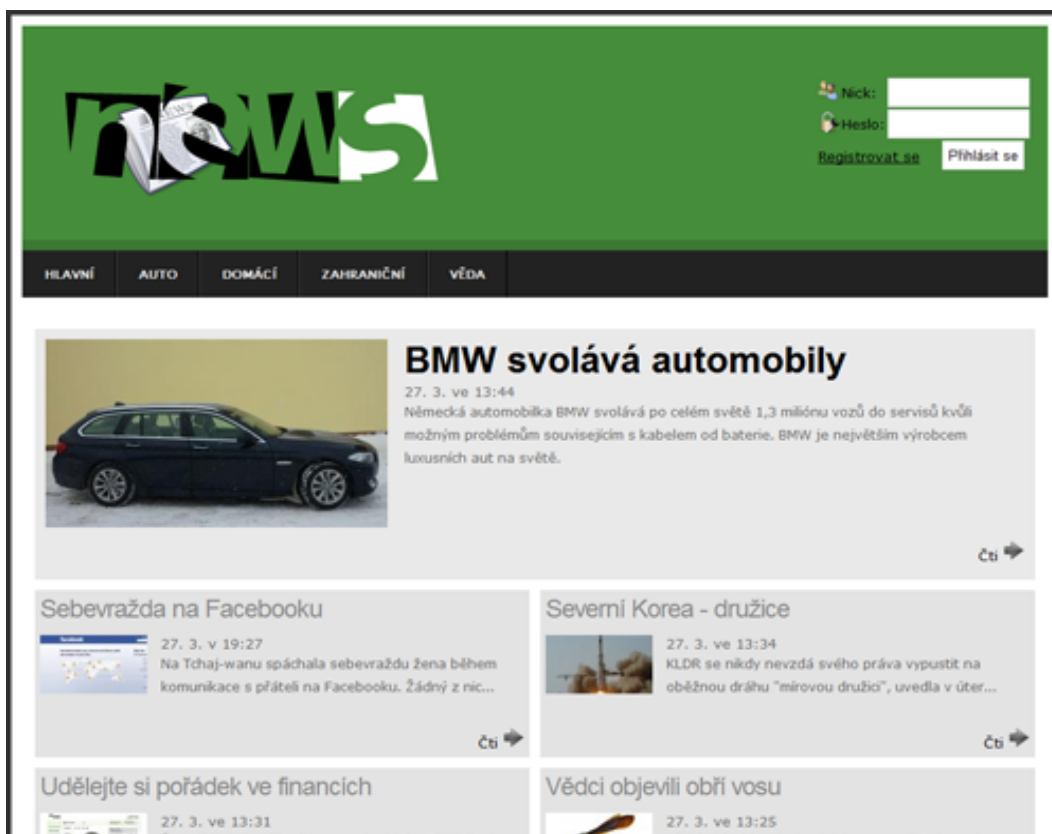 news
Nick:
Heslo:
Registrovat se
Přihlásit se
HLAVNÍ
AUTO
DOMÁCÍ
ZAHRANIČNÍ
VĚDA
BMW svolává automobily
27. 3. ve 13:44
Německá automobilka BMW svolává po celém světě 1,3 miliónu vozů do servisů kvůli
možným problémům souvisejícím s kabelem od baterie. BMW je největším výrobcem
luxusních aut na světě.
Čti
Sebevražda na Facebooku
27. 3. v 19:27
Na Tchaj-wanu spáchala sebevraždu žena během
komunikace s přáteli na Facebooku. Žádný z nic...
Čti
Severní Korea - družice
27. 3. ve 13:34
KLDR se nikdy nevzdá svého práva vypustit na
oběžnou dráhu "mírovou družici", uvedla v úter...
Čti
Udělejte si pořádek ve financích
27. 3. ve 13:31
Vědci objevili obří vosu
27. 3. ve 13:25